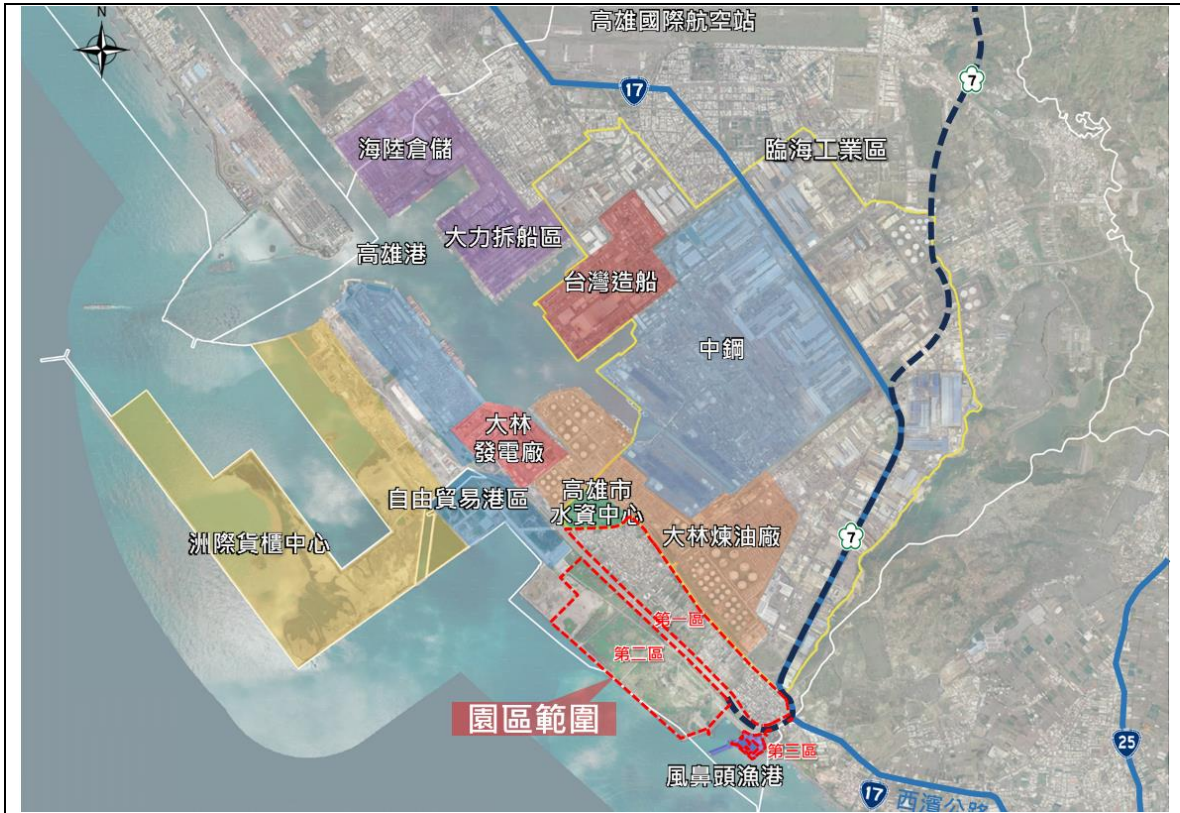 N
高雄國際航空站
7
17
海陸倉儲
臨海工業區
大力拆船區
高雄港
台灣造船
中鋼
大林
發電廠
自由貿易港區
高雄市
水資中心
大林煉油廠
洲際貨櫃中心
7
第一區
第二區
園區範圍
25
第三區
風鼻頭漁港
17
西濱公路